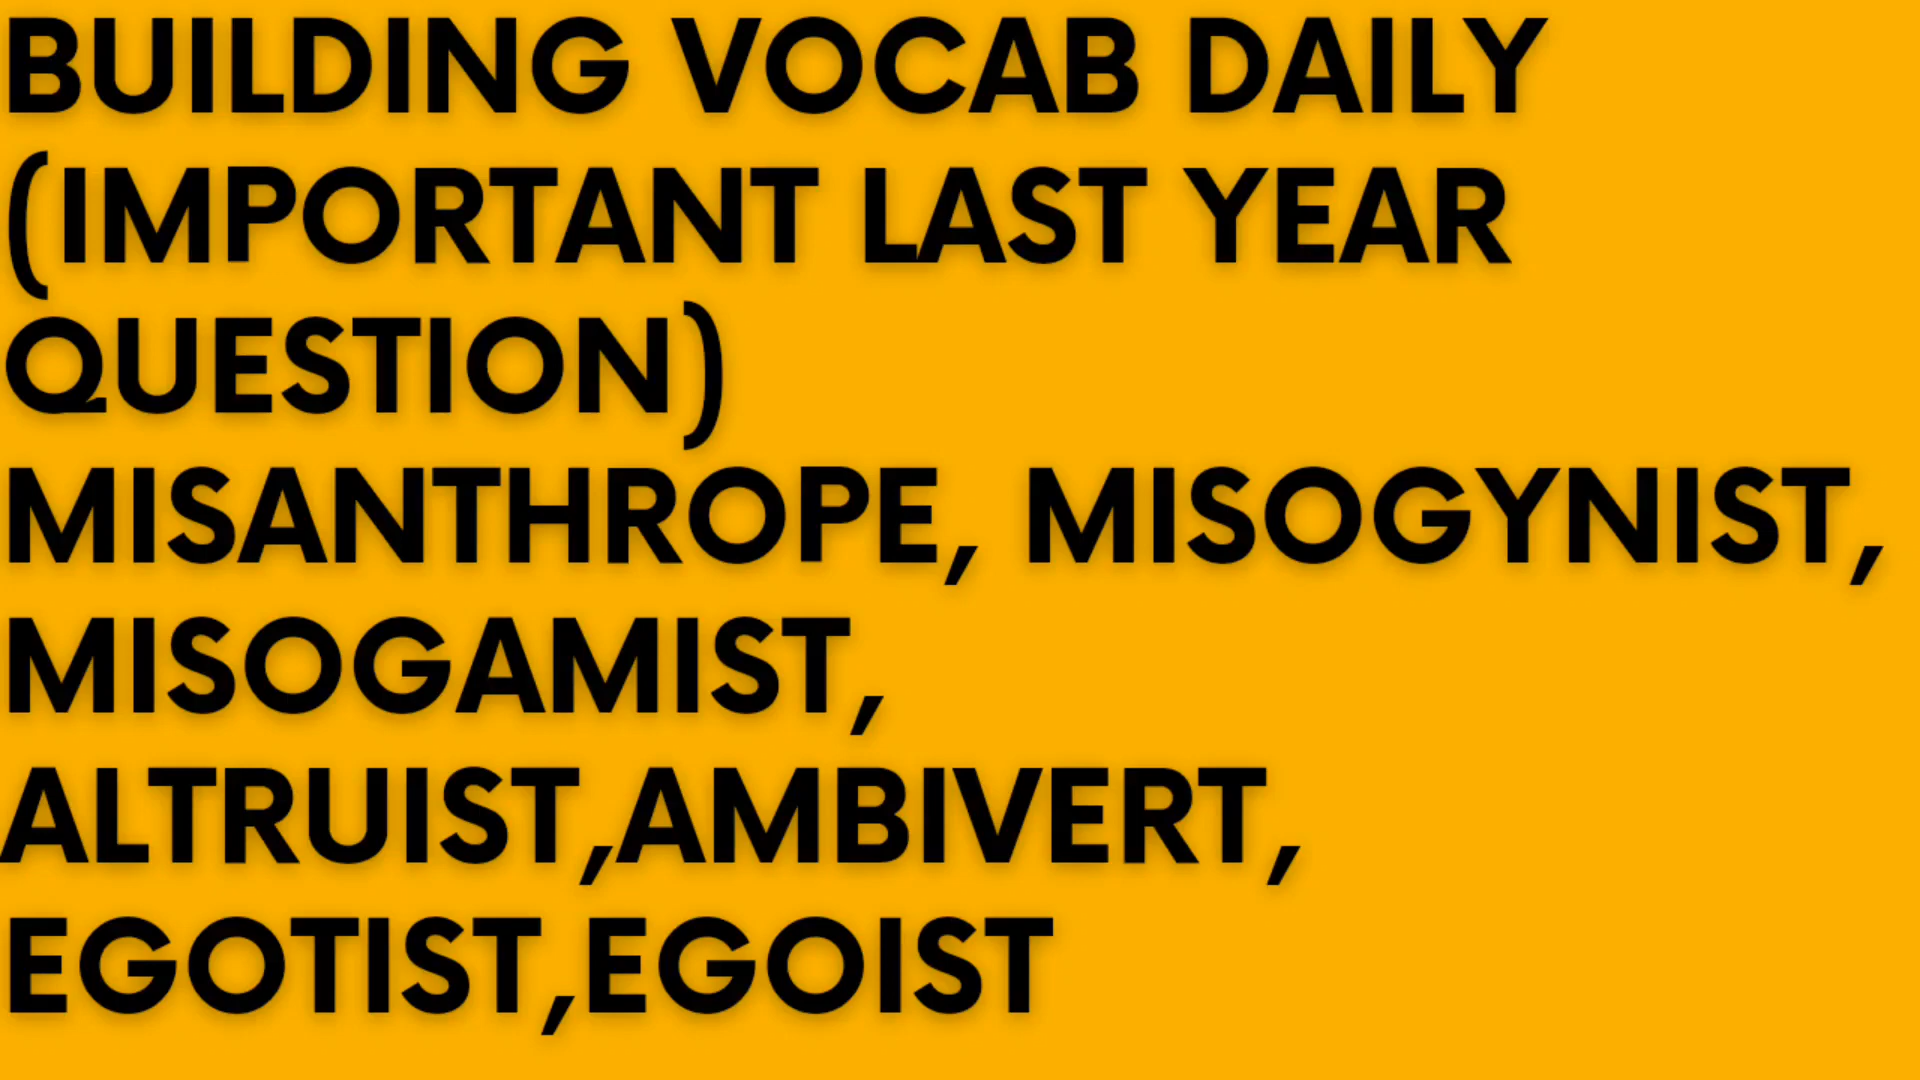 BUILDING VOCAB DAILY
(IMPORTANT LAST YEAR
QUESTION)
MISANTHROPE, MISOGYNIST,
MISOGAMIST,
ALTRUIST,AMBIVERT,
EGOTIST,EGOIST